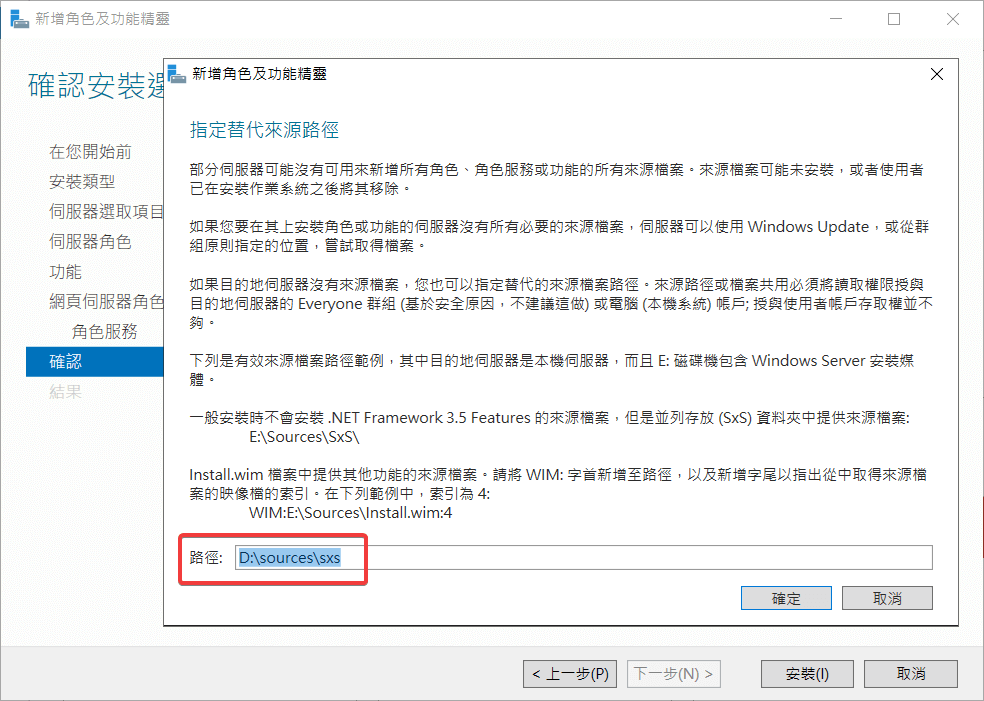 新增角色及功能精靈
確認安裝選
在您開始前
安裝類型
伺服器選取項目
伺服器角色
功能
網頁伺服器角色
角色服務
確認
結果
新增角色及功能精靈
指定替代來源路徑
部分伺服器可能沒有可用來新增所有角色、角色服務或功能的所有來源檔案。來源檔案可能未安裝，或者使用者
已在安裝作業系統之後將其移除。
如果您要在其上安裝角色或功能的伺服器沒有所有必要的來源檔案，伺服器可以使用 Windows Update，或從群
組原則指定的位置，嘗試取得檔案。
如果目的地伺服器沒有來源檔案，您也可以指定替代的來源檔案路徑。來源路徑或檔案共用必須將讀取權限授與
目的地伺服器的 Everyone 群組 (基於安全原因，不建議這做) 或電腦 (本機系統) 帳戶; 授與使用者帳戶存取權並不
夠。
下列是有效來源檔案路徑範例，其中目的地伺服器是本機伺服器，而且 E: 磁碟機包含 Windows Server 安裝媒
體。
一般安裝時不會安裝 .NET Framework 3.5 Features 的來源檔案，但是並列存放 (SxS) 資料夾中提供來源檔案:
E:\Sources\SxS\
Install.wim 檔案中提供其他功能的來源檔案。請將 WIM: 字首新增至路徑，以及新增字尾以指出從中取得來源檔
案的映像檔的索引。在下列範例中，索引為 4:
WIM:E:\Sources\Install.wim:4
路徑: D:\sources\sxs
確定 取消
< 上一步(P) 下一步(N) > 安裝(I) 取消